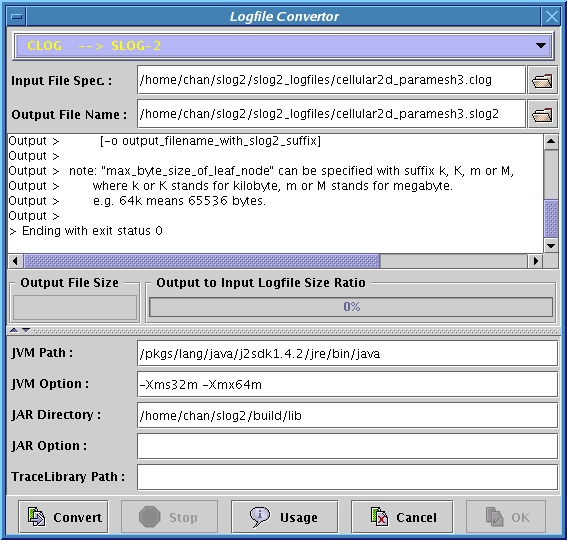 Logfile Convertor
CLOG --> SLOG-2
Input File Spec. : /home/chan/slog2/slog2_logfiles/cellular2d_paramesh3.clog
Output File Name : /home/chan/slog2/slog2_logfiles/cellular2d_paramesh3.slog2
Output > [-o output_filename_with_slog2_suffix]
Output >
Output > note: "max_byte_size_of_leaf_node" can be specified with suffix k, K, m or M,
Output > where k or K stands for kilobyte, m or M stands for megabyte.
Output > e.g. 64k means 65536 bytes.
Output >
> Ending with exit status 0
Output File Size Output to Input Logfile Size Ratio
0%
JVM Path : /pkgs/lang/java/j2sdk1.4.2/jre/bin/java
JVM Option : -Xms32m -Xmx64m
JAR Directory : /home/chan/slog2/build/lib
JAR Option :
TraceLibrary Path :
Convert Stop Usage Cancel OK